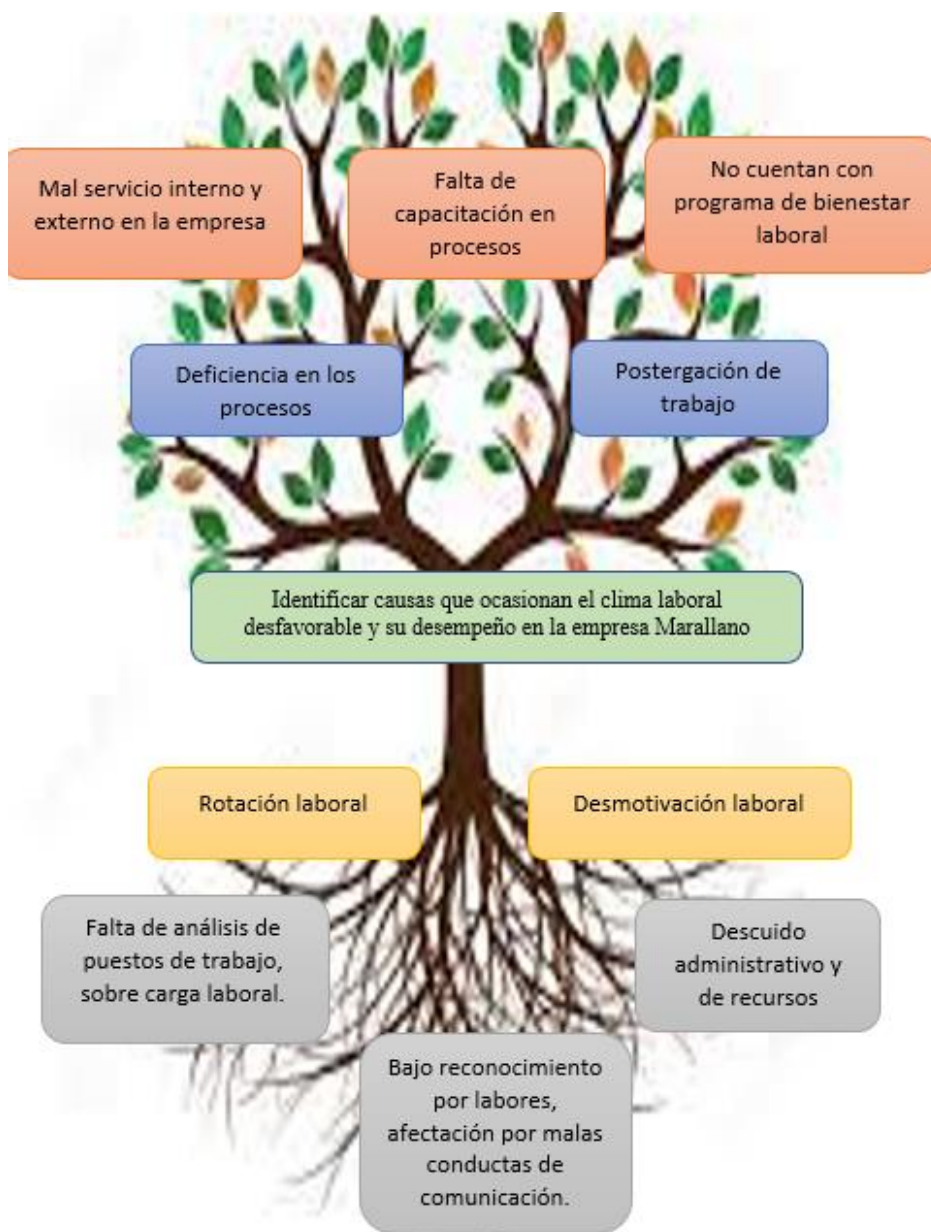 Mal servicio interno y
externo en la empresa
Falta de
capacitación en
procesos
No cuentan con
programa de bienestar
laboral
Deficiencia en los
procesos
Postergación de
trabajo
Identificar causas que ocasionan el clima laboral
desfavorable y su desempeño en la empresa Marallano
Rotación laboral
Desmotivación laboral
Falta de análisis de
puestos de trabajo,
sobre carga laboral.
Descuido
administrativo y
de recursos
Bajo reconocimiento
por labores,
afectación por malas
conductas de
comunicación.